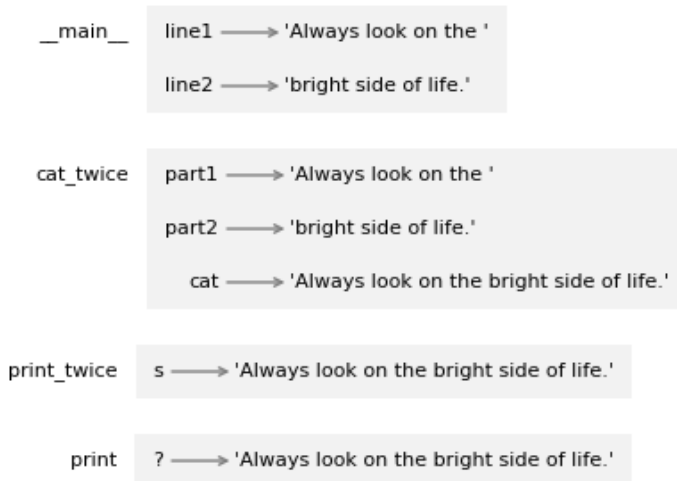 __main__ line1 'Always look on the '
line2 'bright side of life.'
cat_twice part1 'Always look on the '
part2 'bright side of life.'
cat 'Always look on the bright side of life.'
print_twice s 'Always look on the bright side of life.'
print ? 'Always look on the bright side of life.'